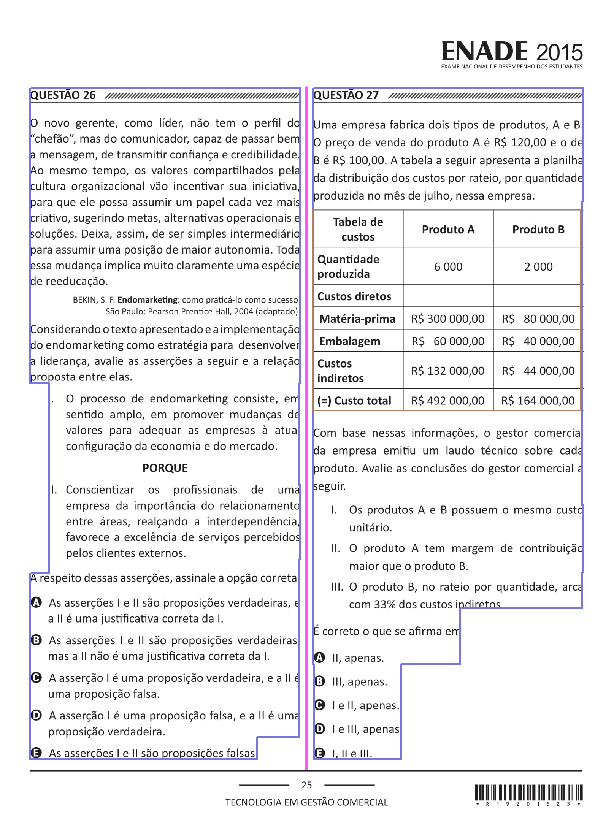 ENADE 2015
EXAME NACIONAL DE DESEMPENHO DOS ESTUDANTES
QUESTÃO 26
O novo gerente, como líder, não tem o perfil do
“chefão”, mas do comunicador, capaz de passar bem
a mensagem, de transmitir confiança e credibilidade.
Ao mesmo tempo, os valores compartilhados pela
cultura organizacional vão incentivar sua iniciativa,
para que ele possa assumir um papel cada vez mais
criativo, sugerindo metas, alternativas operacionais e
soluções. Deixa, assim, de ser simples intermediário
para assumir uma posição de maior autonomia. Toda
essa mudança implica muito claramente uma espécie
de reeducação.
BEKIN, S. F. Endomarketing: como praticá-lo como sucesso.
São Paulo: Pearson Prentice Hall, 2004 (adaptado).
Considerando o texto apresentado e a implementação
do endomarketing como estratégia para desenvolver
a liderança, avalie as asserções a seguir e a relação
proposta entre elas.
I. O processo de endomarketing consiste, em
sentido amplo, em promover mudanças de
valores para adequar as empresas à atual
configuração da economia e do mercado.
PORQUE
II. Conscientizar os profissionais de uma
empresa da importância do relacionamento
entre áreas, realçando a interdependência,
favorece a excelência de serviços percebidos
pelos clientes externos.
A respeito dessas asserções, assinale a opção correta.
A As asserções I e II são proposições verdadeiras, e
a II é uma justificativa correta da I.
B As asserções I e II são proposições verdadeiras,
mas a II não é uma justificativa correta da I.
C A asserção I é uma proposição verdadeira, e a II é
uma proposição falsa.
D A asserção I é uma proposição falsa, e a II é uma
proposição verdadeira.
E As asserções I e II são proposições falsas.
QUESTÃO 27
Uma empresa fabrica dois tipos de produtos, A e B.
O preço de venda do produto A é R$ 120,00 e o de
B é R$ 100,00. A tabela a seguir apresenta a planilha
da distribuição dos custos por rateio, por quantidade
produzida no mês de julho, nessa empresa.
Tabela de custos Produto A Produto B
Quantidade produzida 6 000 2 000
Custos diretos
Matéria-prima R$ 300 000,00 R$ 80 000,00
Embalagem R$ 60 000,00 R$ 40 000,00
Custos indiretos R$ 132 000,00 R$ 44 000,00
(=) Custo total R$ 492 000,00 R$ 164 000,00
Com base nessas informações, o gestor comercial
da empresa emitiu um laudo técnico sobre cada
produto. Avalie as conclusões do gestor comercial a
seguir.
I. Os produtos A e B possuem o mesmo custo
unitário.
II. O produto A tem margem de contribuição
maior que o produto B.
III. O produto B, no rateio por quantidade, arca
com 33% dos custos indiretos.
É correto o que se afirma em
A II, apenas.
B III, apenas.
C I e II, apenas.
D I e III, apenas.
E I, II e III.
25
TECNOLOGIA EM GESTÃO COMERCIAL
*R19201525*